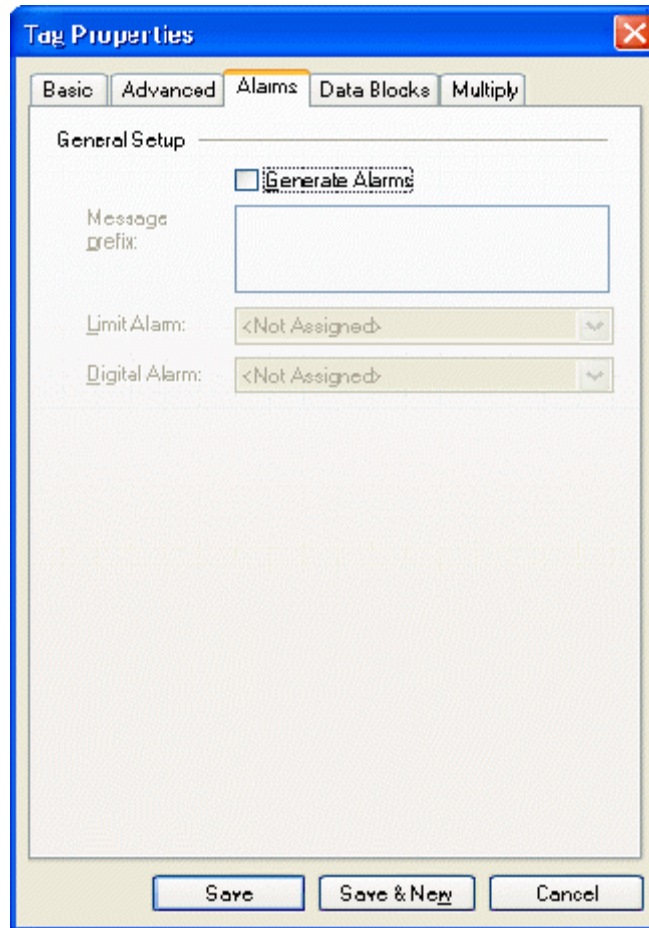 Tag Properties
Basic Advanced Alarms Data Blocks Multiply
General Setup
Generate Alarms
Message
prefix:
Limit Alarm: <Not Assigned>
Digital Alarm: <Not Assigned>
Save Save & New Cancel